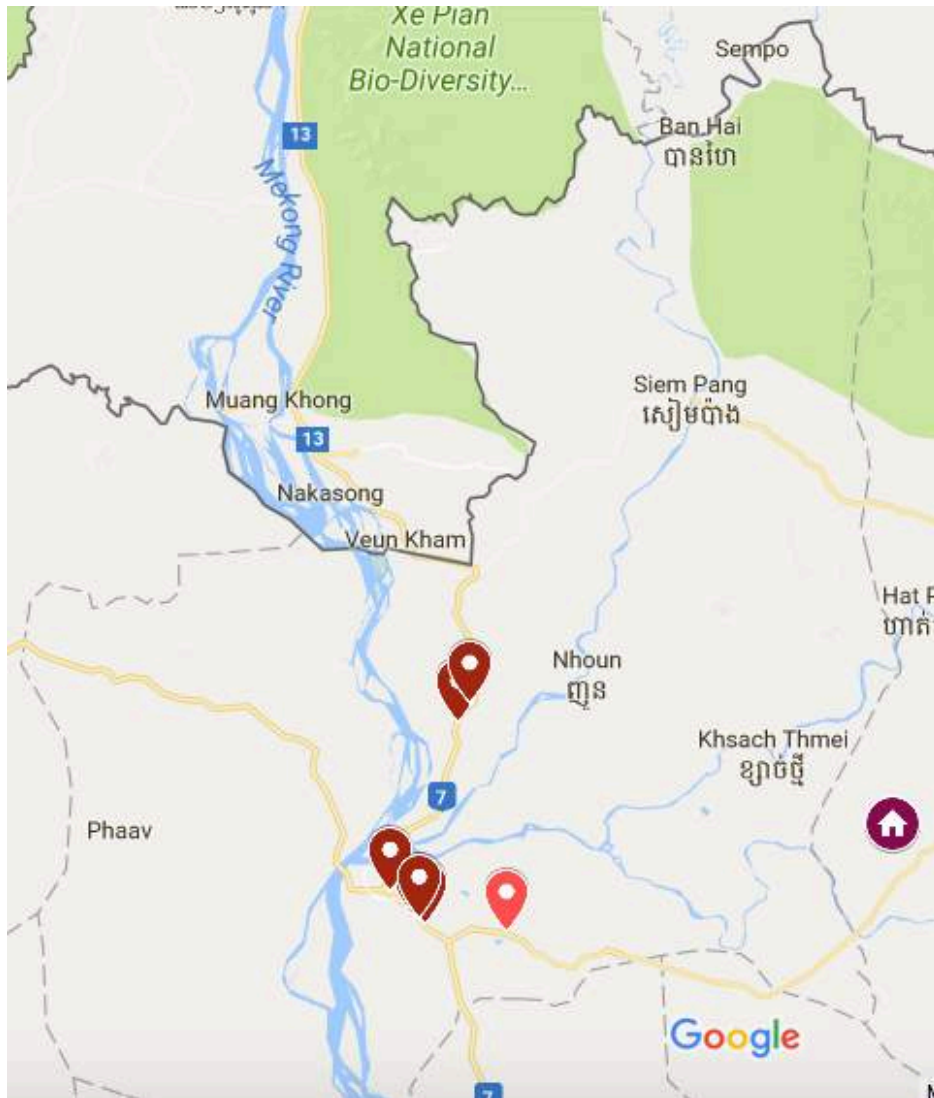 Xe Pian
National
Bio-Diversity...
Sempo
Ban Hai
បានហៃ
13
Mekong River
Siem Pang
សៀមប៉ាង
Muang Khong
13
Nakasong
Veun Kham
Hat
Nhoun
ញូន
Khsach Thmei
ខ្សាច់ថ្មី
7
Phaav
Google
7